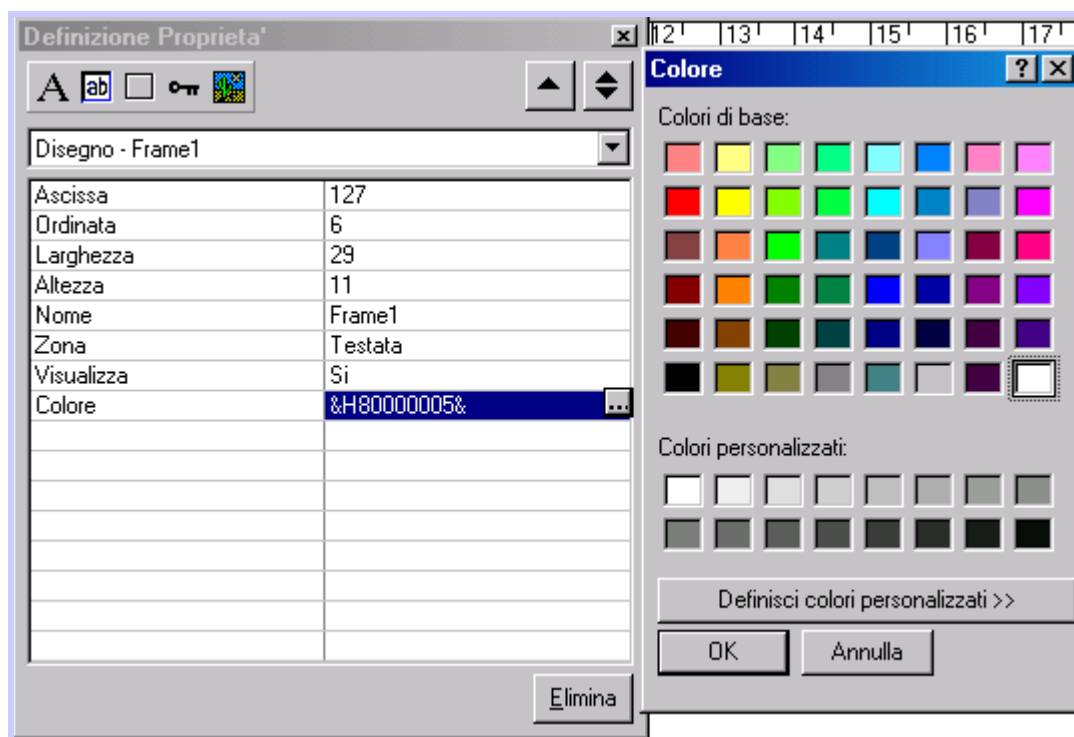 Definizione Proprieta'
A ab
Disegno - Frame1
Ascissa 127
Ordinata 6
Larghezza 29
Altezza 11
Nome Frame1
Zona Testata
Visualizza Si
Colore &H80000005& ...
Elimina
12 13 14 15 16 17
Colore ?
Colori di base:
Colori personalizzati:
Definisci colori personalizzati >>
OK Annulla